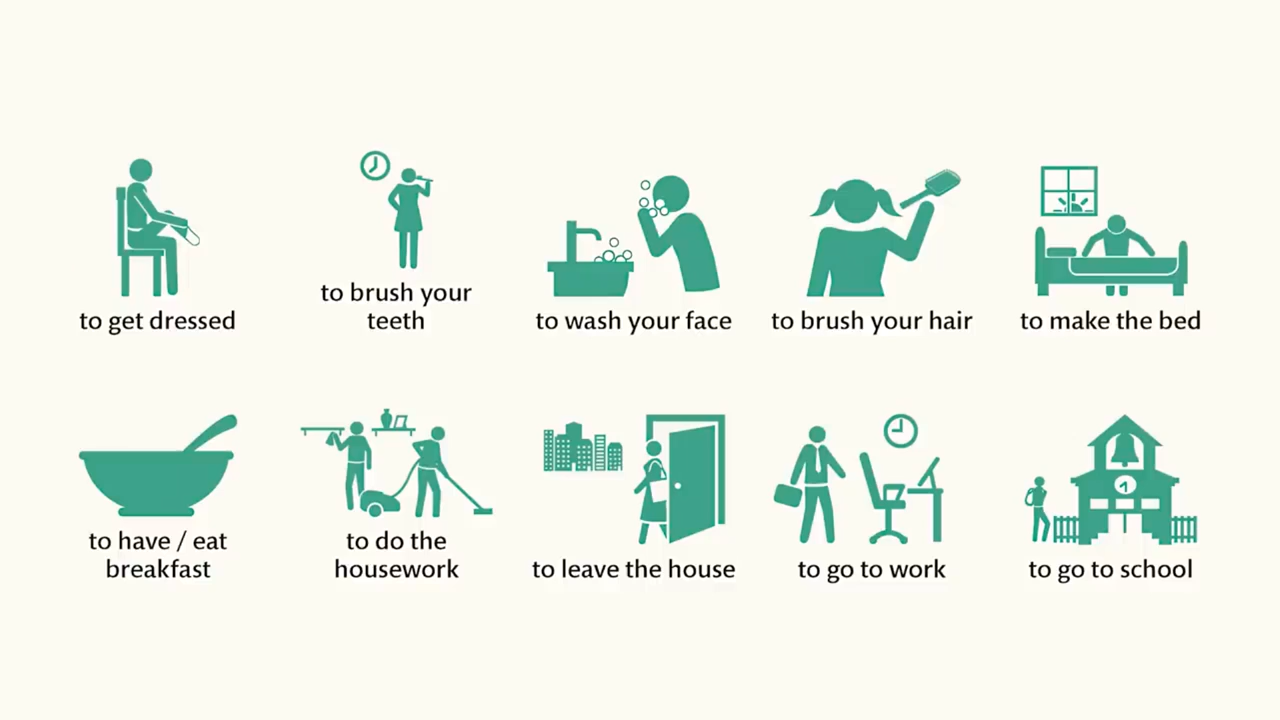 to get dressed
to brush your
teeth
to wash your face
to brush your hair
to make the bed
to have / eat
breakfast
to do the
housework
to leave the house
to go to work
to go to school